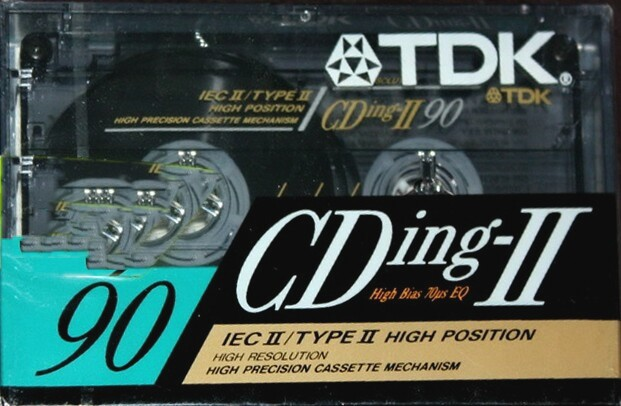 TDK®
TDK
IEC II/TYPE II
HIGH POSITION
HIGH PRECISION CASSETTE MECHANISM
CDing-II 90
CDing-II
High Bias 70µs EQ
90
IEC II/TYPE II HIGH POSITION
HIGH RESOLUTION
HIGH PRECISION CASSETTE MECHANISM